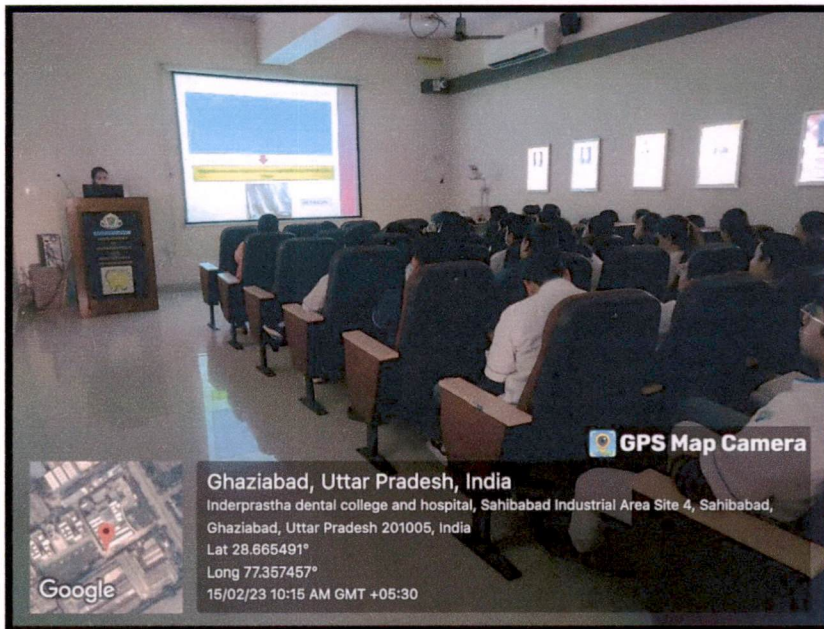 GPS Map Camera
Ghaziabad, Uttar Pradesh, India
Inderprastha dental college and hospital, Sahibabad Industrial Area Site 4, Sahibabad,
Ghaziabad, Uttar Pradesh 201005, India
Lat 28.665491°
Long 77.357457°
15/02/23 10:15 AM GMT +05:30
Google